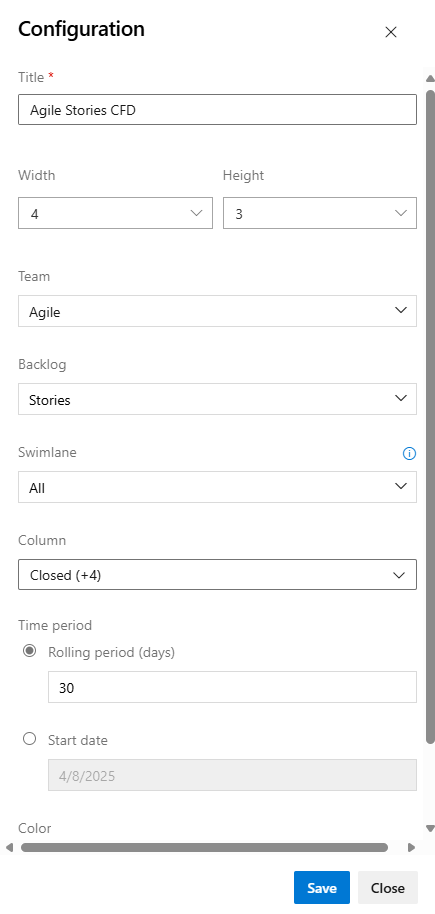 Configuration
Title *
Agile Stories CFD
Width Height
4 3
Team
Agile
Backlog
Stories
Swimlane
All
Column
Closed (+4)
Time period
Rolling period (days)
30
Start date
4/8/2025
Color
Save Close